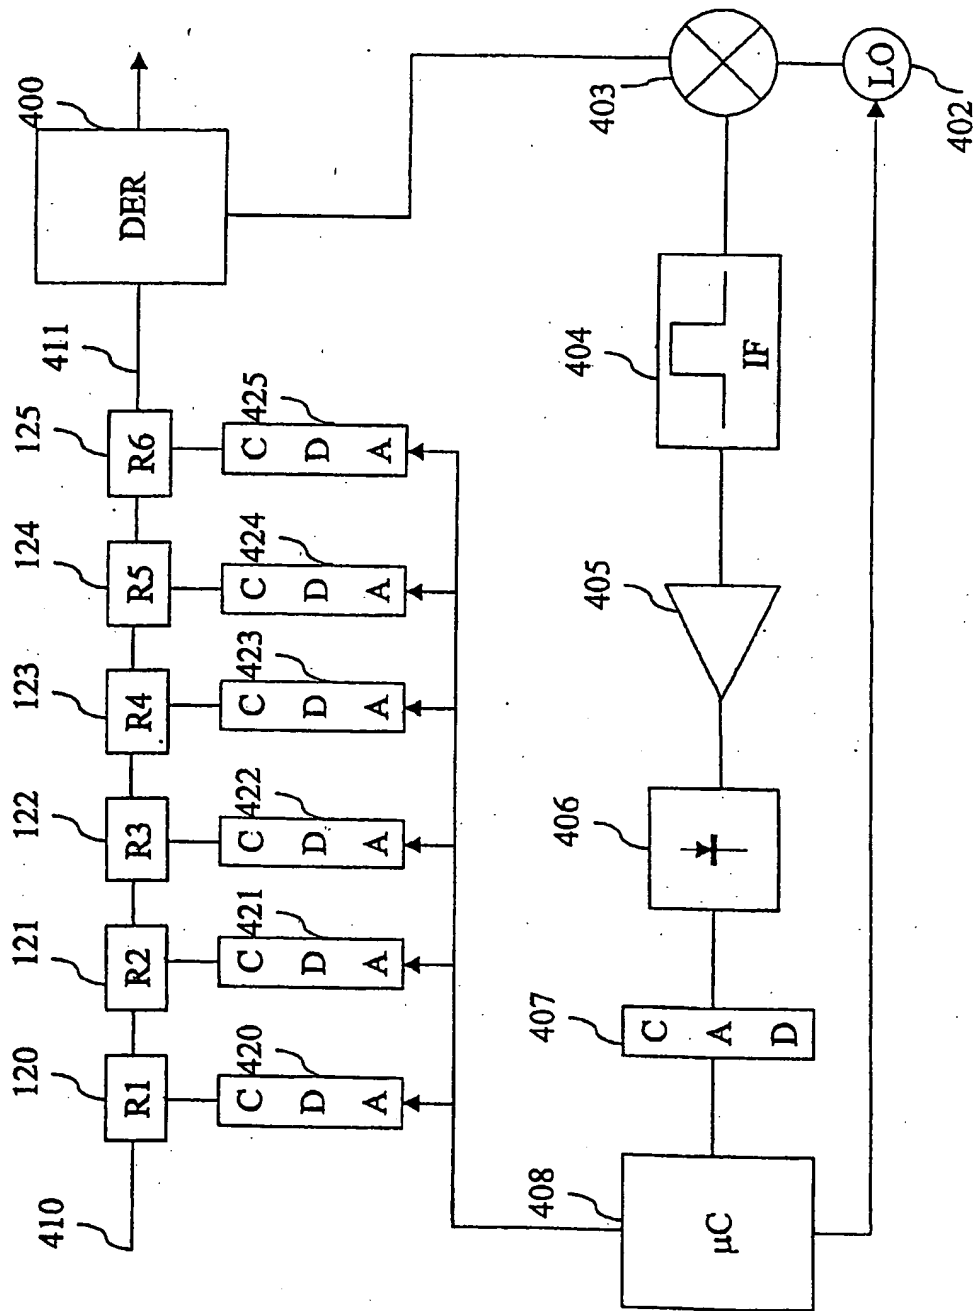 120 121 122 123 124 125 411 400
410 R1 R2 R3 R4 R5 R6 DER
420 421 422 423 424 425
C C C C C C
D D D D D D
A A A A A A
408 407 406 405 404 403
µC
C
A
D
IF
LO
402